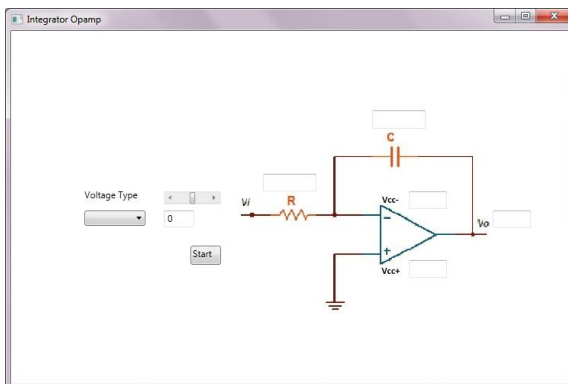 Integrator Opamp
C
Voltage Type
Vi
R
Vcc-
0
Vo
Start
Vcc+